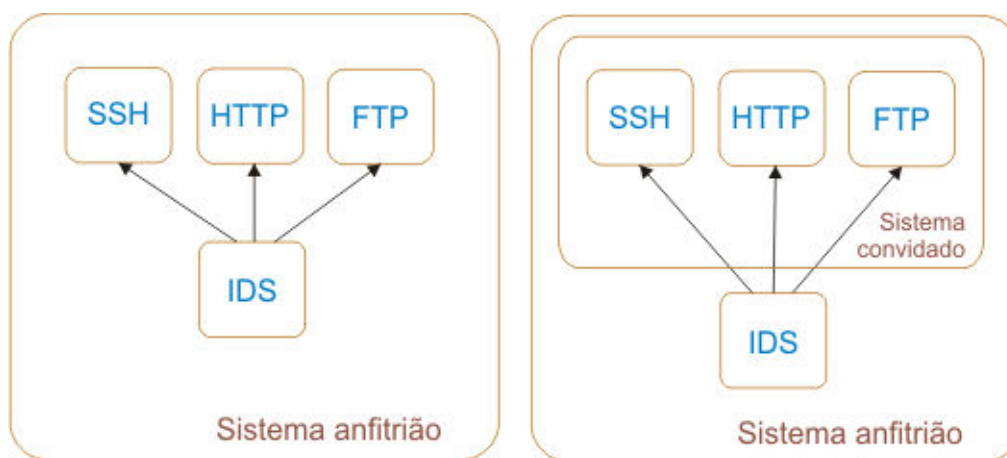 SSH HTTP FTP
IDS
Sistema anfitrião
SSH HTTP FTP
Sistema
convidado
IDS
Sistema anfitrião